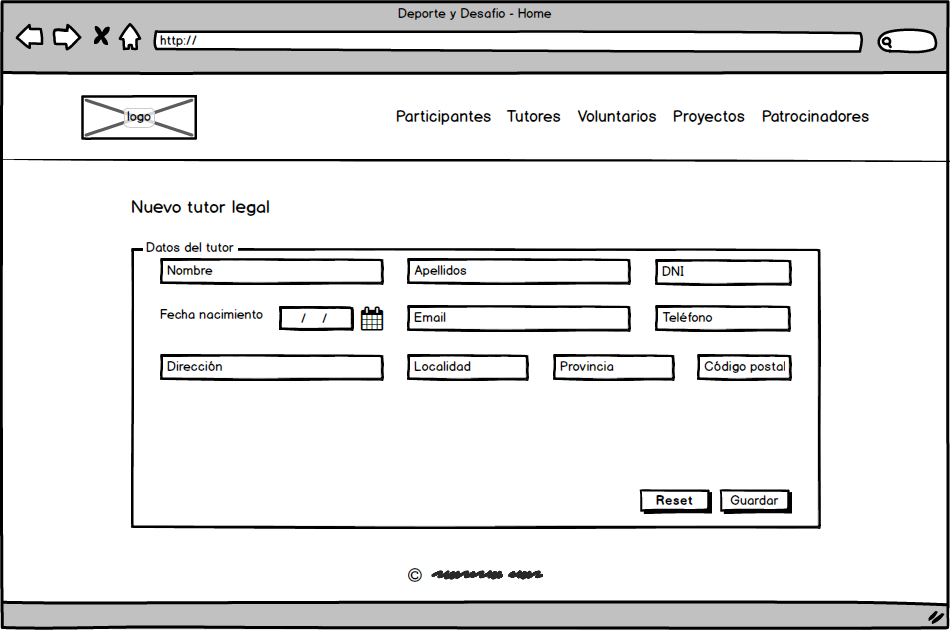 Deporte y Desafio - Home
http://
logo
Participantes Tutores Voluntarios Proyectos Patrocinadores
Nuevo tutor legal
Datos del tutor
Nombre Apellidos DNI
Fecha nacimiento / / Email Teléfono
Dirección Localidad Provincia Código postal
Reset Guardar
©